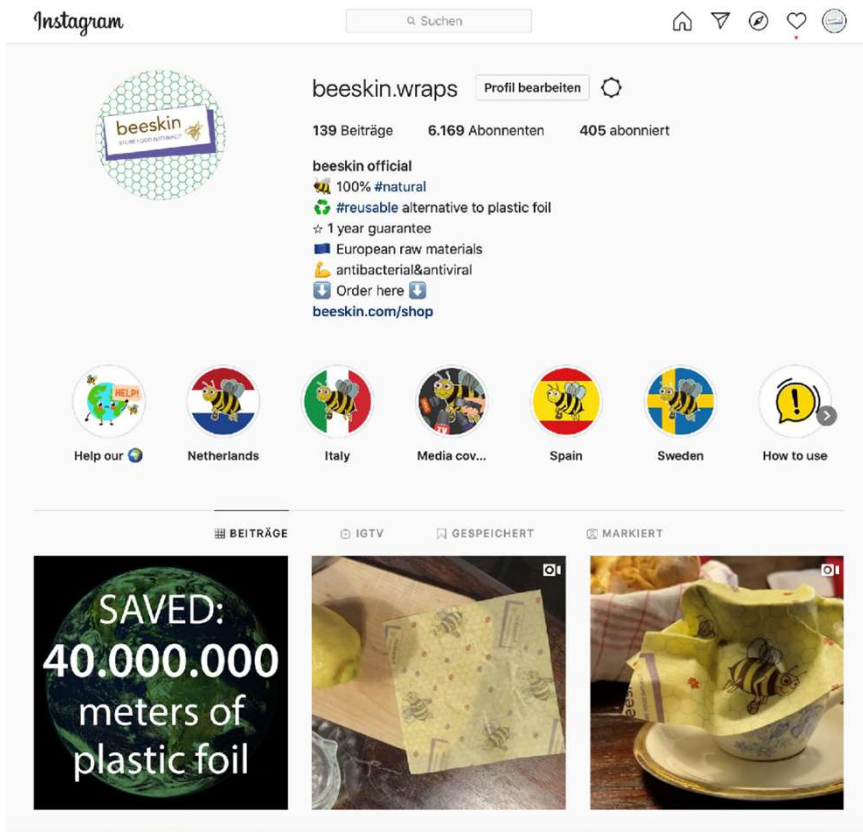 Instagram
Suchen
beeskin.wraps Profil bearbeiten
beeskin
STORE FOOD NATURALLY
139 Beiträge 6.169 Abonnenten 405 abonniert
beeskin official
🐝 100% #natural
♻️ #reusable alternative to plastic foil
☆ 1 year guarantee
🇪🇺 European raw materials
💪 antibacterial&antiviral
⬇️ Order here ⬇️
beeskin.com/shop
HELP!
TV
Help our 🌍 Netherlands Italy Media cov... Spain Sweden How to use
BEITRÄGE IGTV GESPEICHERT MARKIERT
SAVED:
40.000.000
meters of
plastic foil